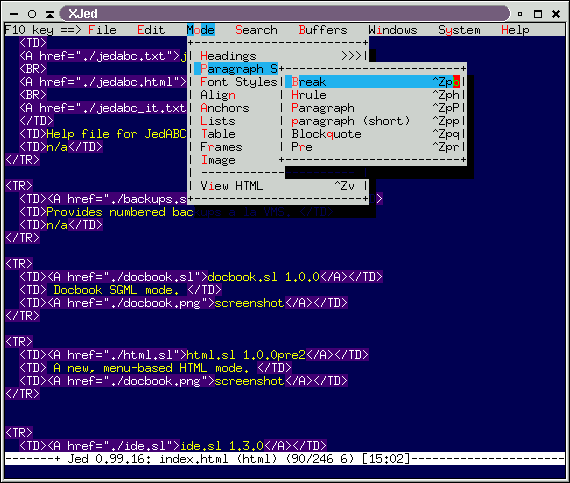 XJed
F10 key ==> File Edit Mode Search Buffers Windows System Help
<TD>
<A href="./jedabc.txt">j
<BR>
<A href="./jedabc.html"
<BR>
<A href="./jedabc_it.txt
</TD>
<TD>Help file for JedABC
<TD>n/a</TD>
</TR>
Headings >>>
Paragraph S
Font Styles
Align
Anchors
Lists
Table
Frames
Image
View HTML ^Zv
Break ^Zpb
Hrule ^Zph
Paragraph ^ZpP
paragraph (short) ^Zpp
Blockquote ^Zpq
Pre ^Zpr
<TR>
<TD><A href="./backups.s >
<TD>Provides numbered bac
<TD>n/a</TD>
</TR>
<TR>
<TD><A href="./docbook.sl">docbook.sl 1.0.0</A></TD>
<TD> Docbook SGML mode. </TD>
<TD><A href="./docbook.png">screenshot</A></TD>
</TR>
<TR>
<TD><A href="./html.sl">html.sl 1.0.0pre2</A></TD>
<TD> A new, menu-based HTML mode. </TD>
<TD><A href="./docbook.png">screenshot</A></TD>
</TR>
<TR>
<TD><A href="./ide.sl">ide.sl 1.3.0</A></TD>
-------+ Jed 0.99.16: index.html (html) (90/246 6) [15:02]------------------